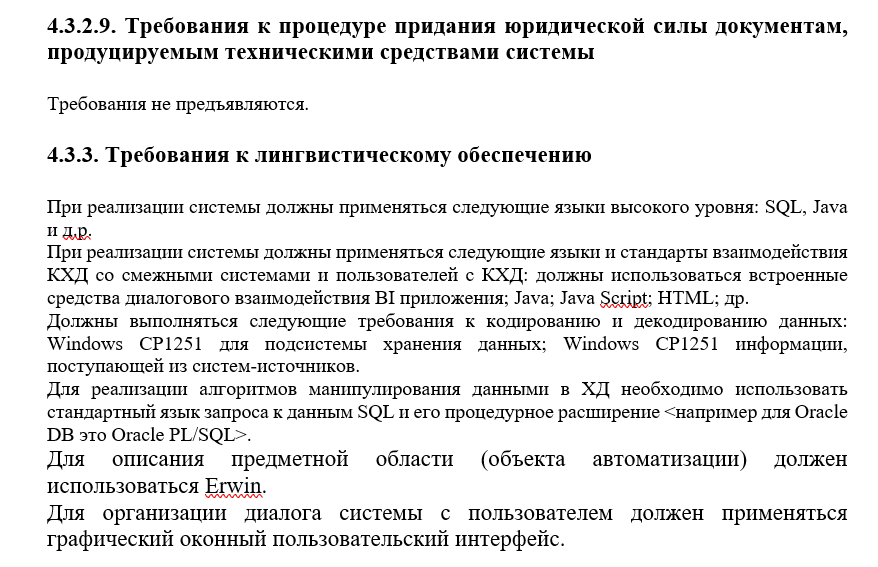 4.3.2.9. Требования к процедуре придания юридической силы документам,
продуцируемым техническими средствами системы
Требования не предъявляются.
4.3.3. Требования к лингвистическому обеспечению
При реализации системы должны применяться следующие языки высокого уровня: SQL, Java
и д.р.
При реализации системы должны применяться следующие языки и стандарты взаимодействия
КХД со смежными системами и пользователей с КХД: должны использоваться встроенные
средства диалогового взаимодействия BI приложения; Java; Java Script; HTML; др.
Должны выполняться следующие требования к кодированию и декодированию данных:
Windows CP1251 для подсистемы хранения данных; Windows CP1251 информации,
поступающей из систем-источников.
Для реализации алгоритмов манипулирования данными в ХД необходимо использовать
стандартный язык запроса к данным SQL и его процедурное расширение <например для Oracle
DB это Oracle PL/SQL>.
Для описания предметной области (объекта автоматизации) должен
использоваться Erwin.
Для организации диалога системы с пользователем должен применяться
графический оконный пользовательский интерфейс.